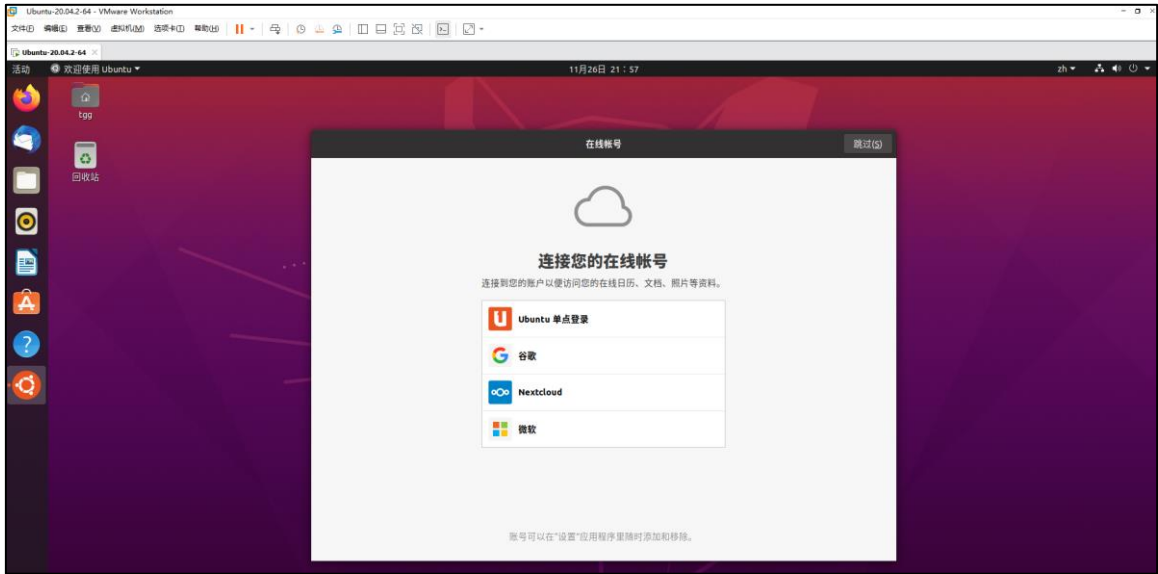 Ubuntu-20.04.2-64 - VMware Workstation
文件(F) 编辑(E) 查看(V) 虚拟机(M) 选项卡(T) 帮助(H)
Ubuntu-20.04.2-64
活动 欢迎使用 Ubuntu 11月26日 21：57 zh
tgg
回收站
在线帐号 跳过(S)
连接您的在线帐号
连接到您的账户以便访问您的在线日历、文档、照片等资料。
Ubuntu 单点登录
谷歌
Nextcloud
微软
账号可以在"设置"应用程序里随时添加和移除。